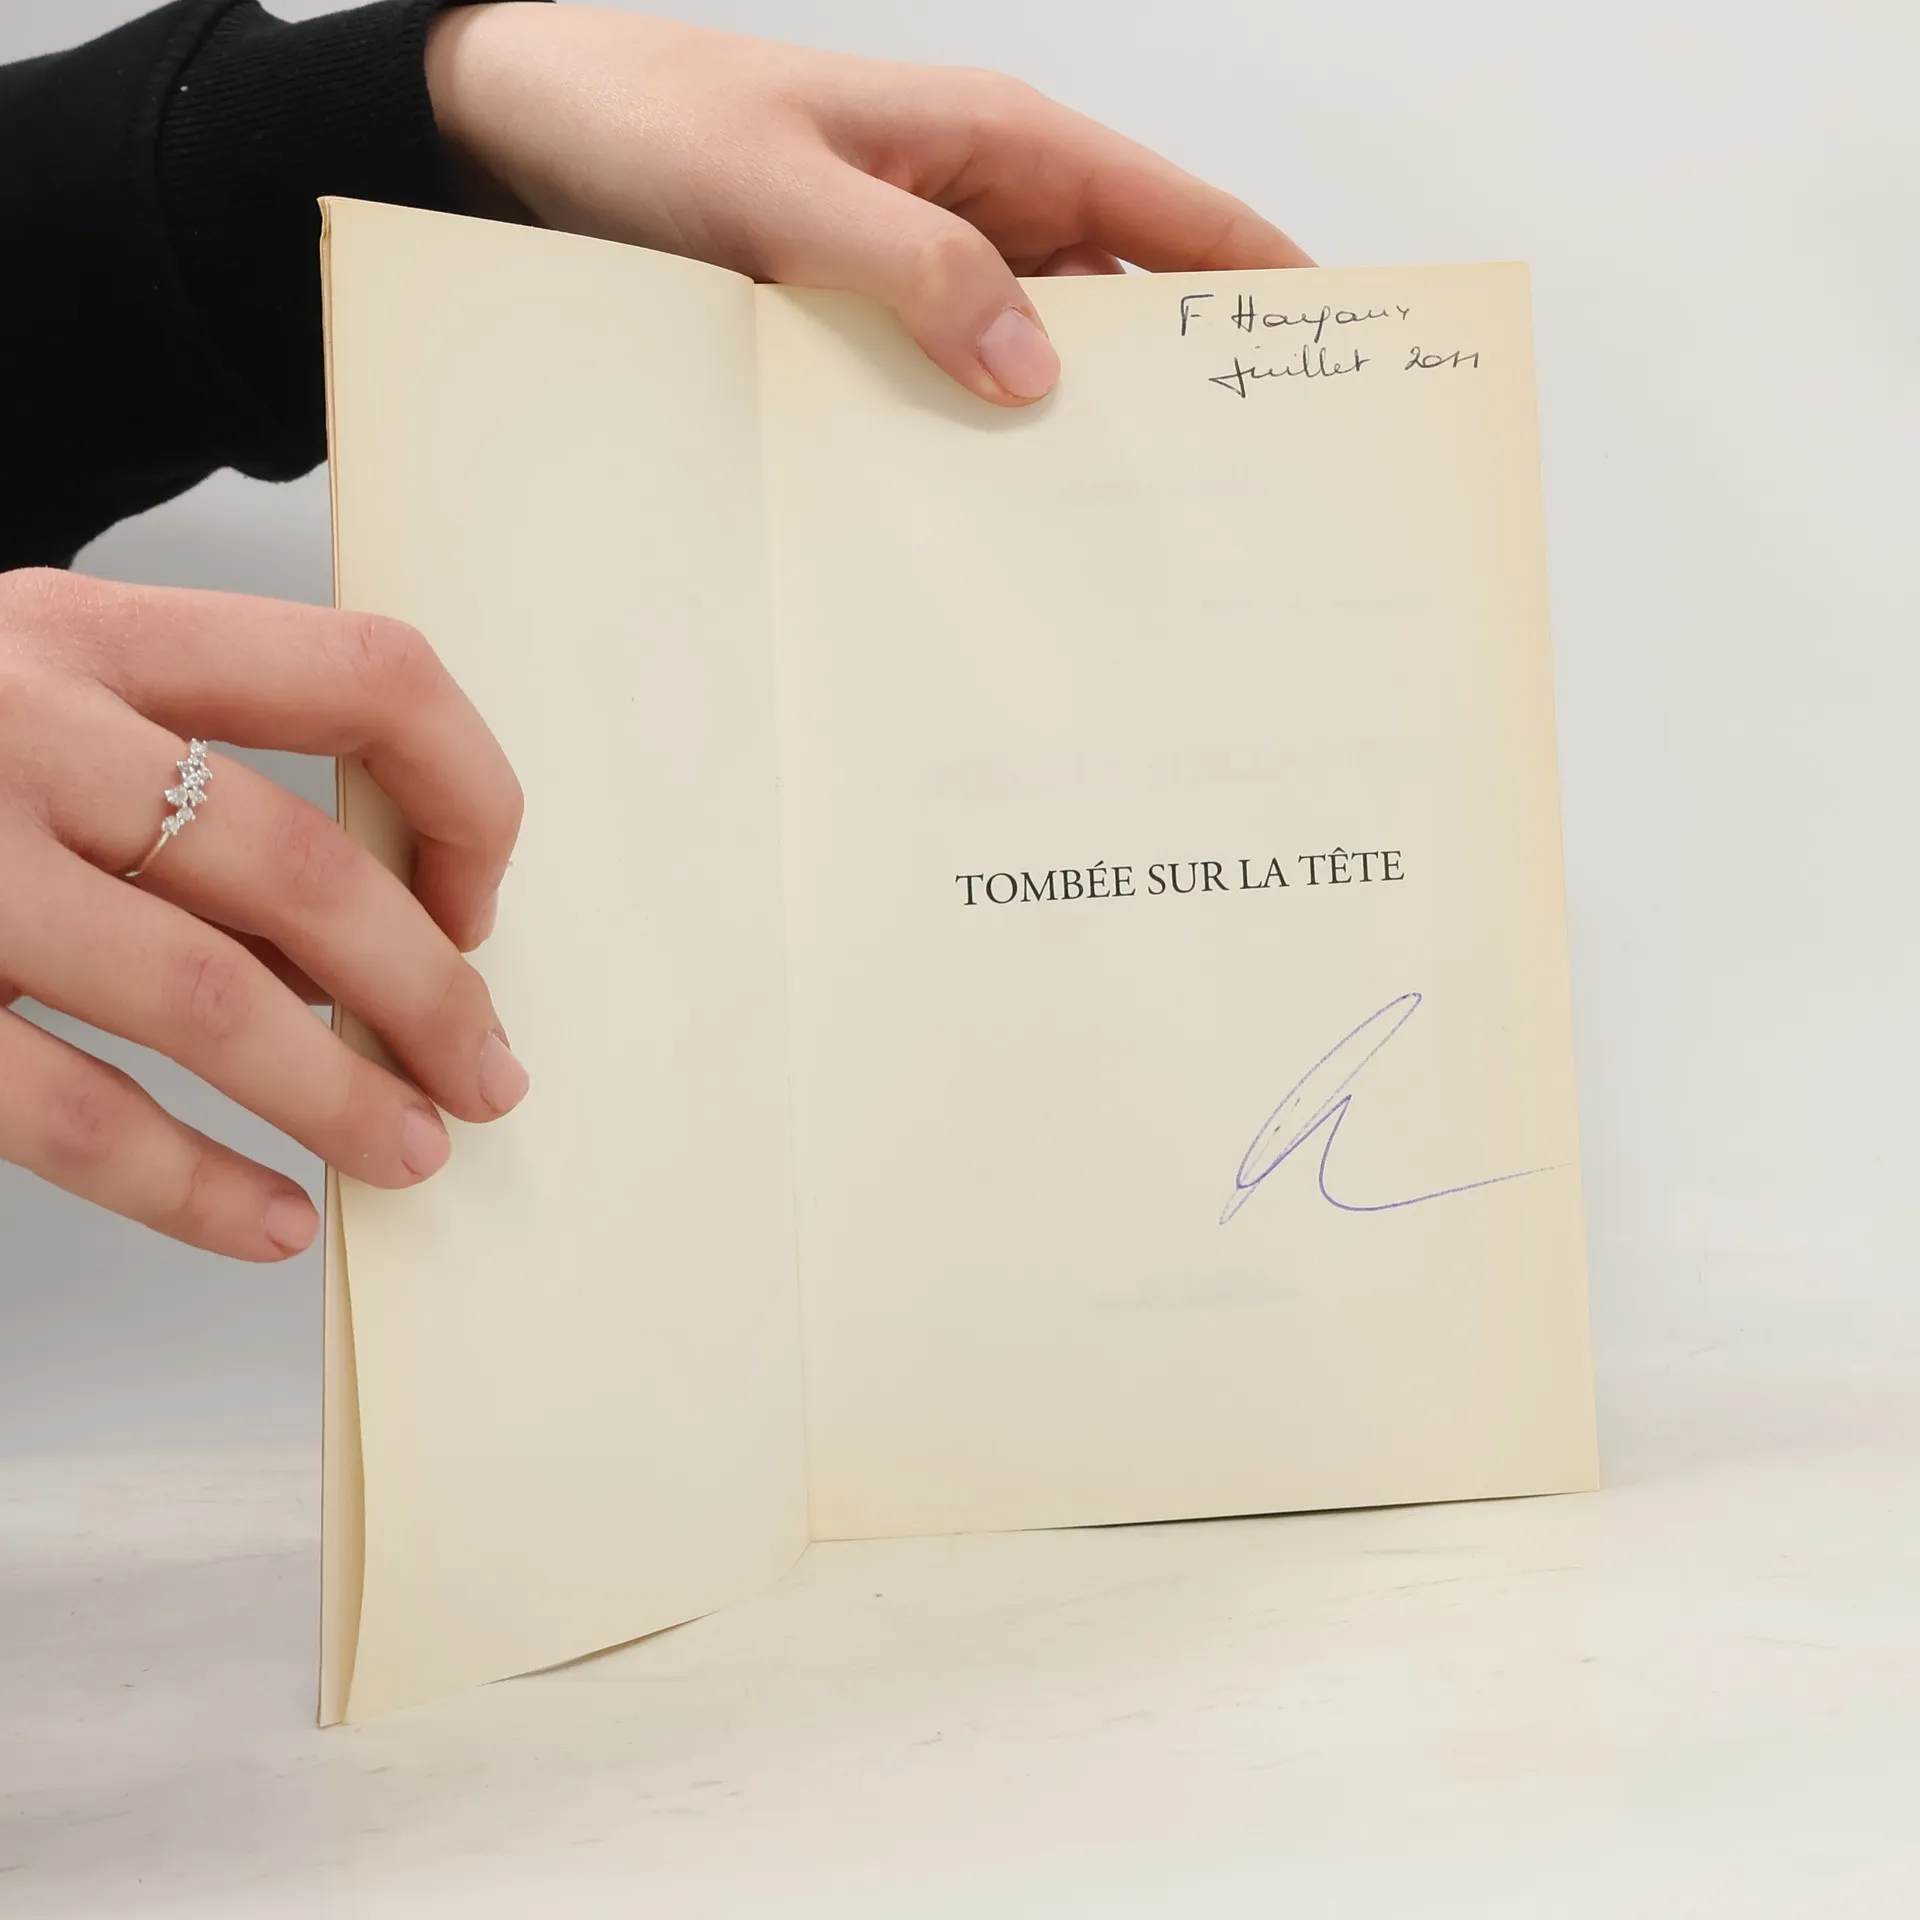 F Hayaux
juillet 2011
TOMBÉE SUR LA TÊTE